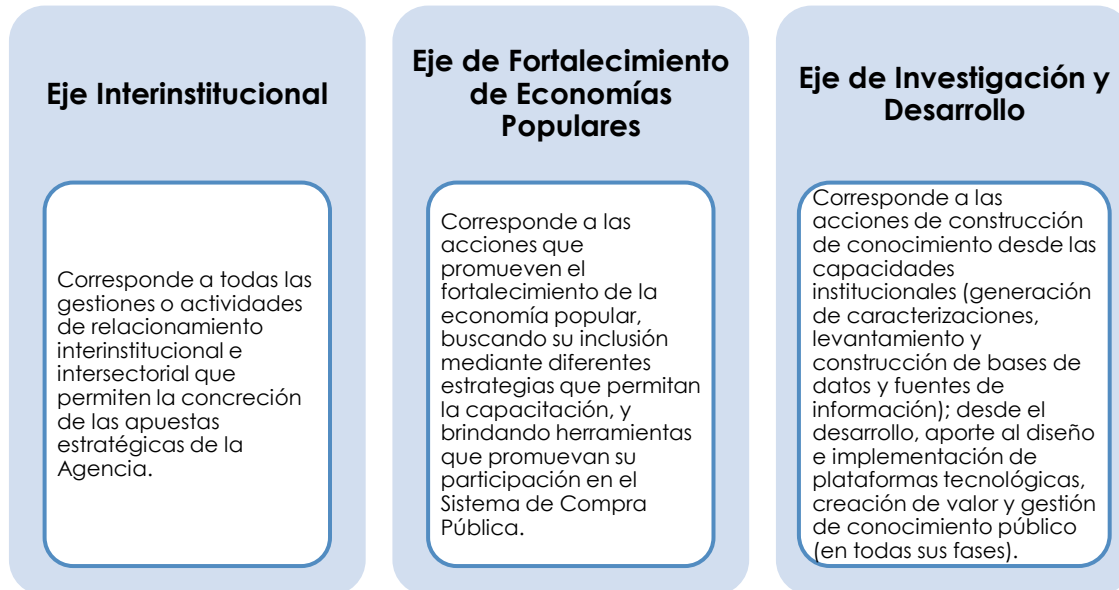 Eje Interinstitucional
Corresponde a todas las
gestiones o actividades
de relacionamiento
interinstitucional e
intersectorial que
permiten la concreción
de las apuestas
estratégicas de la
Agencia.
Eje de Fortalecimiento
de Economías
Populares
Corresponde a las
acciones que
promueven el
fortalecimiento de la
economía popular,
buscando su inclusión
mediante diferentes
estrategias que permitan
la capacitación, y
brindando herramientas
que promuevan su
participación en el
Sistema de Compra
Pública.
Eje de Investigación y
Desarrollo
Corresponde a las
acciones de construcción
de conocimiento desde las
capacidades
institucionales (generación
de caracterizaciones,
levantamiento y
construcción de bases de
datos y fuentes de
información); desde el
desarrollo, aporte al diseño
e implementación de
plataformas tecnológicas,
creación de valor y gestión
de conocimiento público
(en todas sus fases).